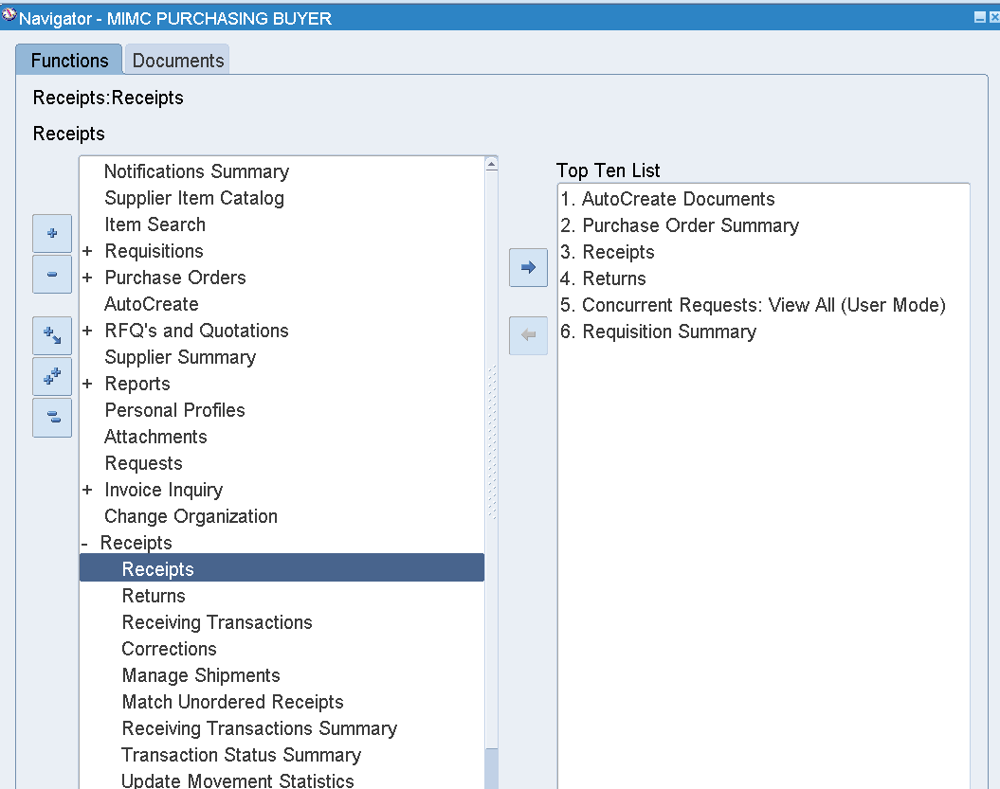 Navigator - MIMC PURCHASING BUYER
Functions
Documents
Receipts:Receipts
Receipts
Notifications Summary
Supplier Item Catalog
Item Search
+ Requisitions
+ Purchase Orders
AutoCreate
+ RFQ's and Quotations
Supplier Summary
+ Reports
Personal Profiles
Attachments
Requests
+ Invoice Inquiry
Change Organization
- Receipts
Receipts
Returns
Receiving Transactions
Corrections
Manage Shipments
Match Unordered Receipts
Receiving Transactions Summary
Transaction Status Summary
Update Movement Statistics
Top Ten List
1. AutoCreate Documents
2. Purchase Order Summary
3. Receipts
4. Returns
5. Concurrent Requests: View All (User Mode)
6. Requisition Summary